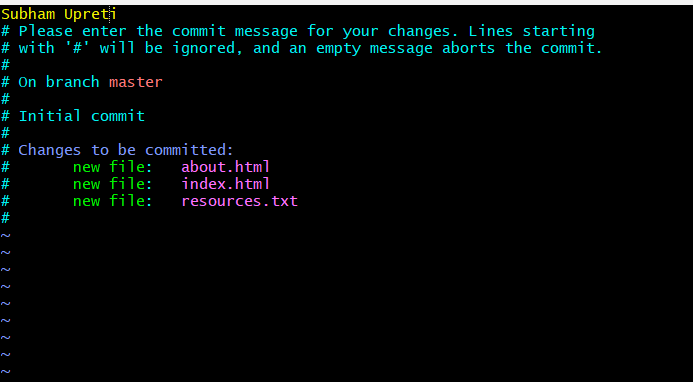 Subham Upreti
# Please enter the commit message for your changes. Lines starting
# with '#' will be ignored, and an empty message aborts the commit.
#
# On branch master
#
# Initial commit
#
# Changes to be committed:
#       new file:   about.html
#       new file:   index.html
#       new file:   resources.txt
#
~
~
~
~
~
~
~
~
~